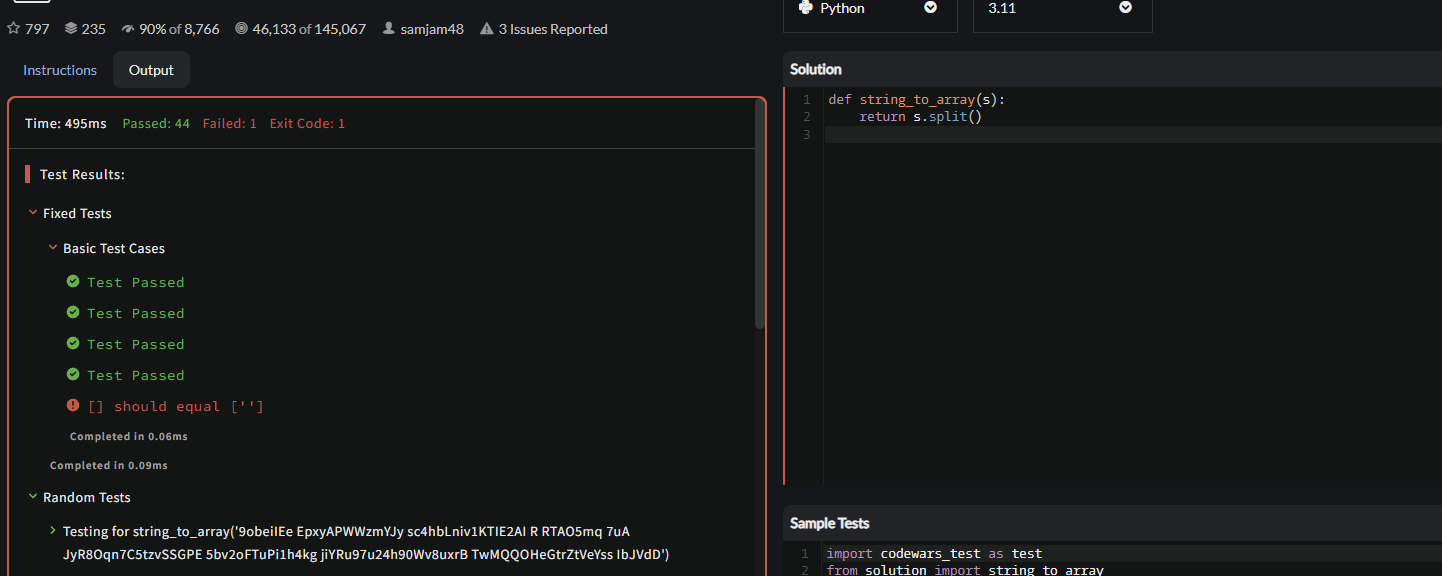 Python
3.11
797 235 90% of 8,766 46,133 of 145,067 samjam48 3 Issues Reported
Instructions Output
Time: 495ms Passed: 44 Failed: 1 Exit Code: 1
Test Results:
Fixed Tests
Basic Test Cases
Test Passed
Test Passed
Test Passed
Test Passed
[] should equal ['']
Completed in 0.06ms
Completed in 0.09ms
Random Tests
Testing for string_to_array('9obeiIEe EpxyAPWWzmYJy sc4hbLniv1KTIE2AI R RTAO5mq 7uA
JyR8Oqn7C5tzvSSGPE 5bv2oFTuPi1h4kg jiYRu97u24h90Wv8uxrB TwMQQOHeGtrZtVeYss IbJVdD')
Solution
1 def string_to_array(s):
2 return s.split()
3
Sample Tests
1 import codewars_test as test
2 from solution import string_to_array